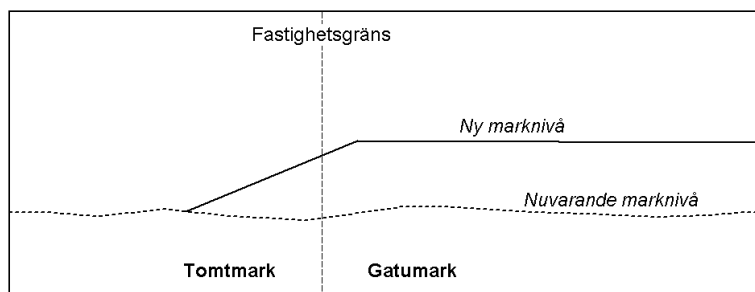 Fastighetsgräns
Ny marknivå
Nuvarande marknivå
Tomtmark
Gatumark